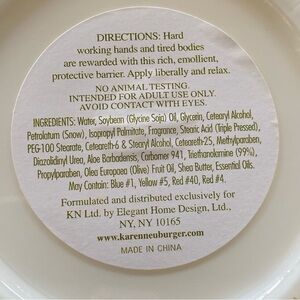 DIRECTIONS: Hard
working hands and tired bodies
are rewarded with this rich, emollient,
protective barrier. Apply liberally and relax.
NO ANIMAL TESTING.
INTENDED FOR ADULT USE ONLY.
AVOID CONTACT WITH EYES.
INGREDIENTS: Water, Soybean (Glycine Soja) Oil, Glycerin, Cetearyl Alcohol,
Petrolatum (Snow), Isopropyl Palmitate, Fragrance, Stearic Acid (Triple Pressed),
PEG-100 Stearate, Ceteareth-6 & Stearyl Alcohol, Ceteareth-25, Methylparaben,
Diazolidinyl Urea, Aloe Barbadensis, Carbomer 941, Triethanolamine (99%),
Propylparaben, Olea Europaea (Olive) Fruit Oil, Shea Butter, Essential Oils.
May Contain: Blue #1, Yellow #5, Red #40, Red #4.
Formulated and distributed exclusively for
KN Ltd. by Elegant Home Design, Ltd.,
NY, NY 10165
www.karenneuburger.com
MADE IN CHINA